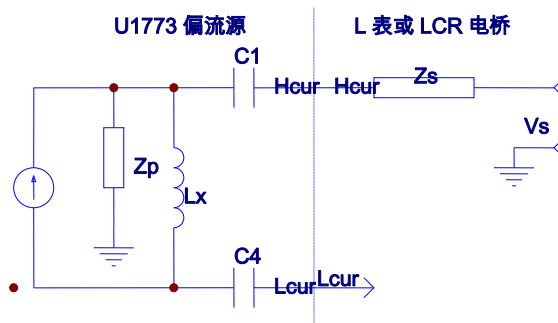 U1773 偏流源
L 表或 LCR 电桥
C1
Hcur
Hcur
Zs
Vs
Zp
Lx
C4
Lcur
Lcur